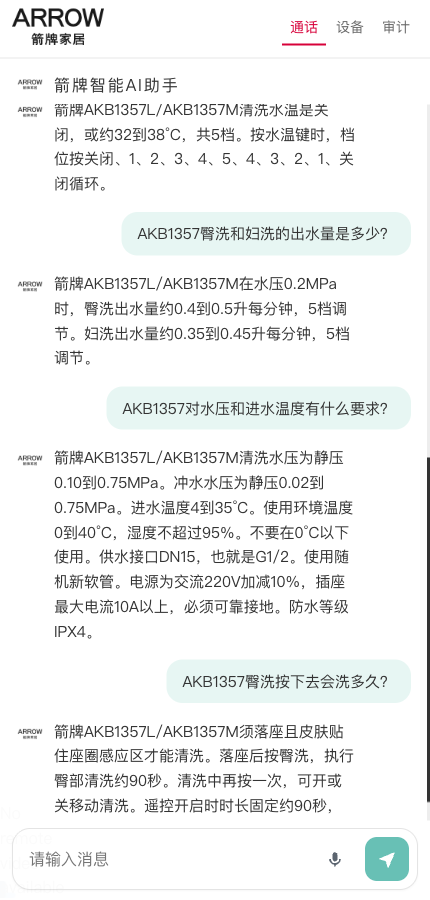 ARROW
箭牌家居
通话 设备 审计
ARROW
箭牌家居
箭牌智能AI助手
ARROW
箭牌家居
箭牌AKB1357L/AKB1357M清洗水温是关
闭，或约32到38°C，共5档。按水温键时，档
位按关闭、1、2、3、4、5、4、3、2、1、关
闭循环。
AKB1357臀洗和妇洗的出水量是多少？
ARROW
箭牌家居
箭牌AKB1357L/AKB1357M在水压0.2MPa
时，臀洗出水量约0.4到0.5升每分钟，5档调
节。妇洗出水量约0.35到0.45升每分钟，5档
调节。
AKB1357对水压和进水温度有什么要求？
ARROW
箭牌家居
箭牌AKB1357L/AKB1357M清洗水压为静压
0.10到0.75MPa。冲水水压为静压0.02到
0.75MPa。进水温度4到35°C。使用环境温度
0到40°C，湿度不超过95%。不要在0°C以下
使用。供水接口DN15，也就是G1/2。使用随
机新软管。电源为交流220V加减10%，插座
最大电流10A以上，必须可靠接地。防水等级
IPX4。
AKB1357臀洗按下去会洗多久？
ARROW
箭牌家居
箭牌AKB1357L/AKB1357M须落座且皮肤贴
住座圈感应区才能清洗。落座后按臀洗，执行
臀部清洗约90秒。清洗中再按一次，可开或
关移动清洗。遥控开启时时长固定约90秒，
请输入消息